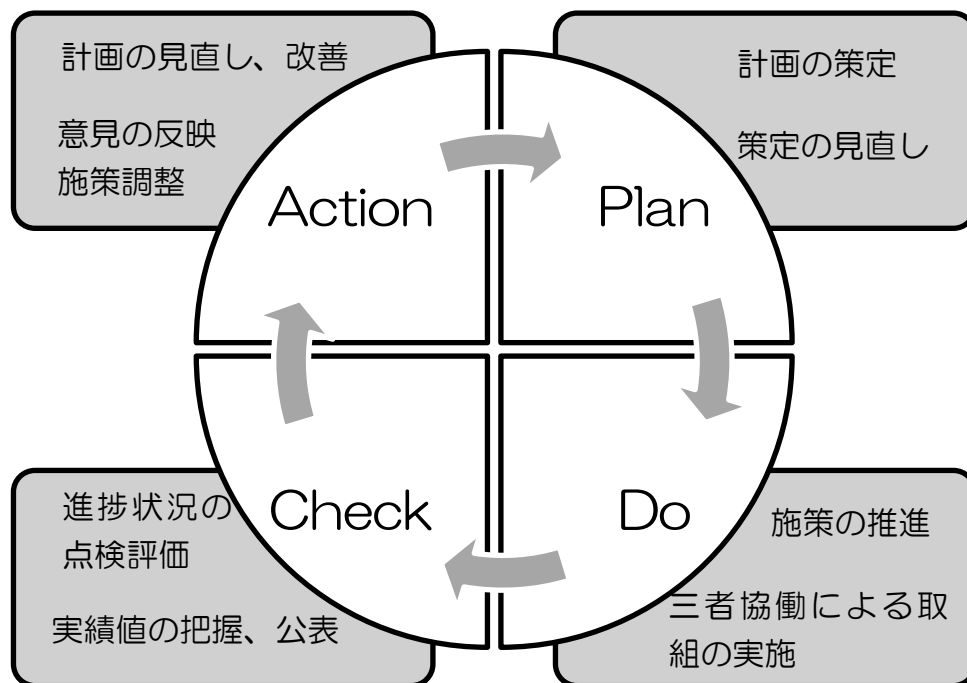 計画の見直し、改善
意見の反映
施策調整
Action
計画の策定
策定の見直し
Plan
進捗状況の
点検評価
実績値の把握、公表
Check
施策の推進
三者協働による取
組の実施
Do